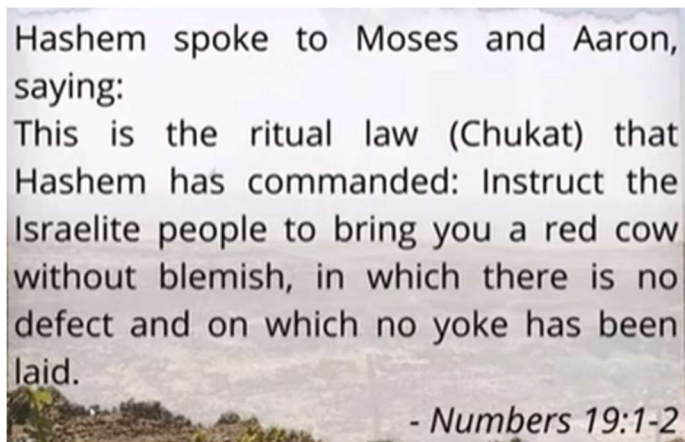 Hashem spoke to Moses and Aaron,
saying:
This is the ritual law (Chukat) that
Hashem has commanded: Instruct the
Israelite people to bring you a red cow
without blemish, in which there is no
defect and on which no yoke has been
laid.
- Numbers 19:1-2